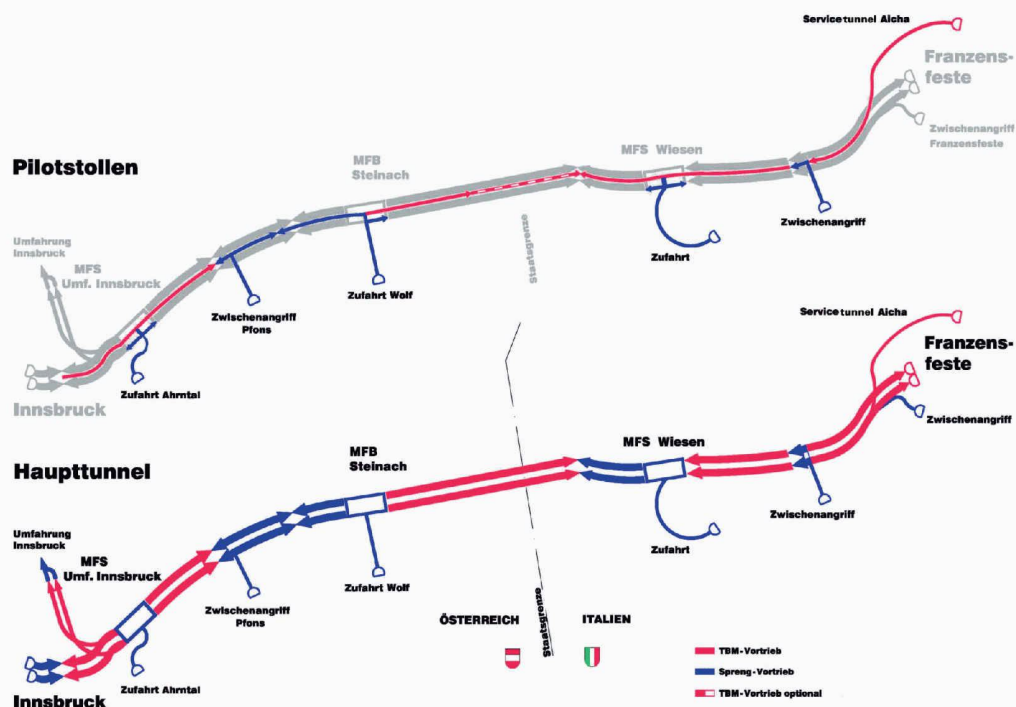 Servicetunnel Aicha
Franzens-
feste
Zwischenangriff
Franzensfeste
MFS Wiesen
MFB
Steinach
Pilotstollen
Zwischenangriff
Umfahrung
Innsbruck
MFS
Umf. Innsbruck
Staatsgrenze
Zufahrt
Zufahrt Wolf
Zwischenangriff
Pfons
Zufahrt Ahrntal
Innsbruck
Servicetunnel Aicha
Franzens-
feste
Zwischenangriff
MFS Wiesen
MFB
Steinach
Haupttunnel
Zwischenangriff
Umfahrung
Innsbruck
MFS
Umf. Innsbruck
Zufahrt
Zufahrt Wolf
Zwischenangriff
Pfons
ÖSTERREICH
Staatsgrenze
ITALIEN
Zufahrt Ahrntal
Innsbruck
TBM-Vortrieb
Spreng-Vortrieb
TBM-Vortrieb optional